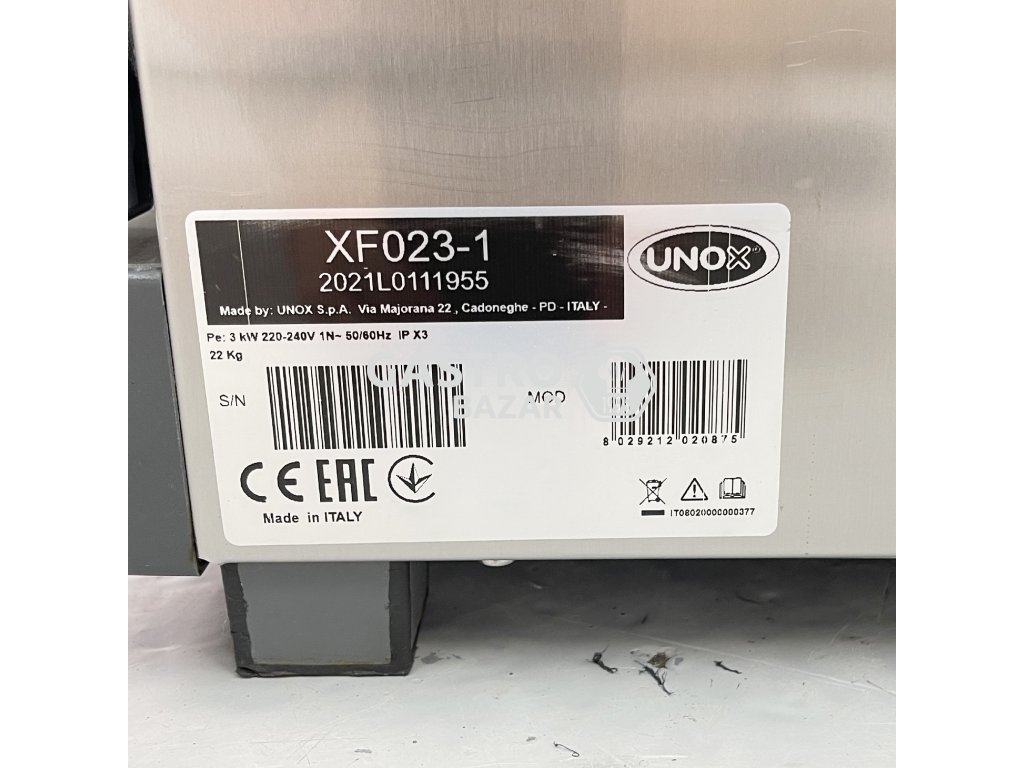 XF023-1
2021L0111955
Made by: UNOX S.p.A. Via Majorana 22 , Cadoneghe - PD - ITALY -
UNOX
Pe: 3 kW 220-240V 1N~ 50/60Hz IP X3
22 Kg
S/N
MOD
GASTRO
BAZAR
8 029212 020875
CE EAC
Made in ITALY
IT08020000000377